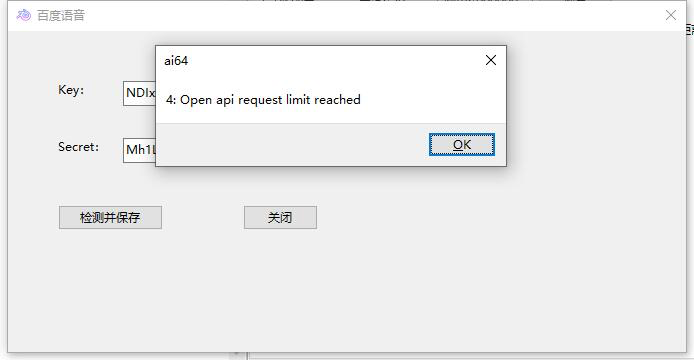 百度语音
ai64
4: Open api request limit reached
OK
Key:
NDIx
Secret:
Mh1L
检测并保存
关闭